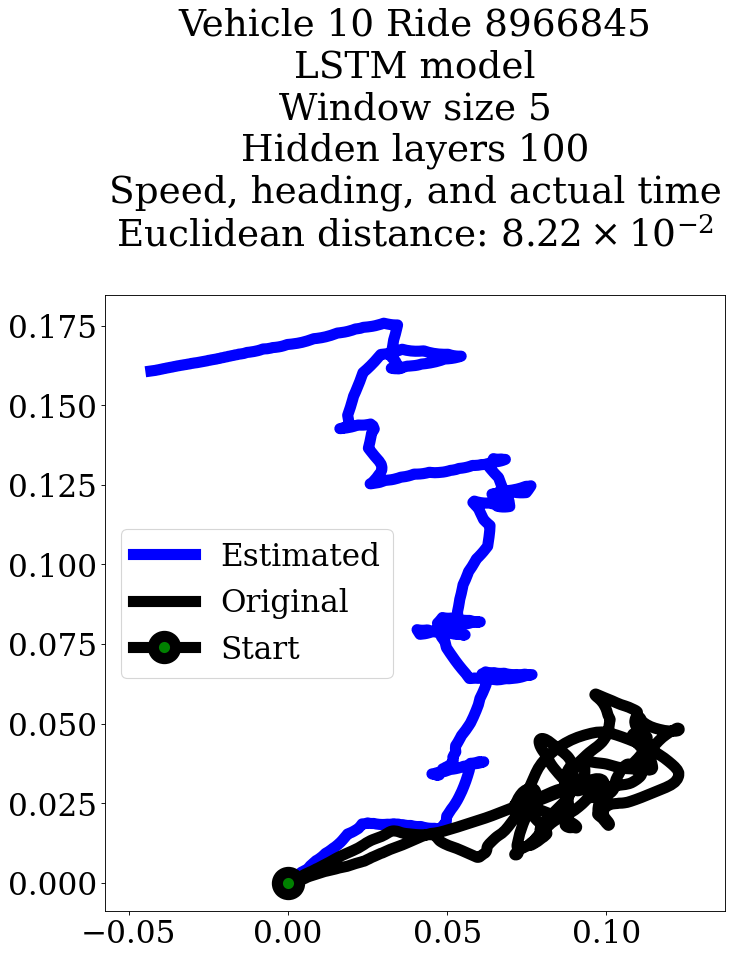 Vehicle 10 Ride 8966845
LSTM model
Window size 5
Hidden layers 100
Speed, heading, and actual time
Euclidean distance: 8.22 × 10⁻²
0.175
0.150
0.125
0.100
0.075
0.050
0.025
0.000
Estimated
Original
Start
−0.05 0.00 0.05 0.10